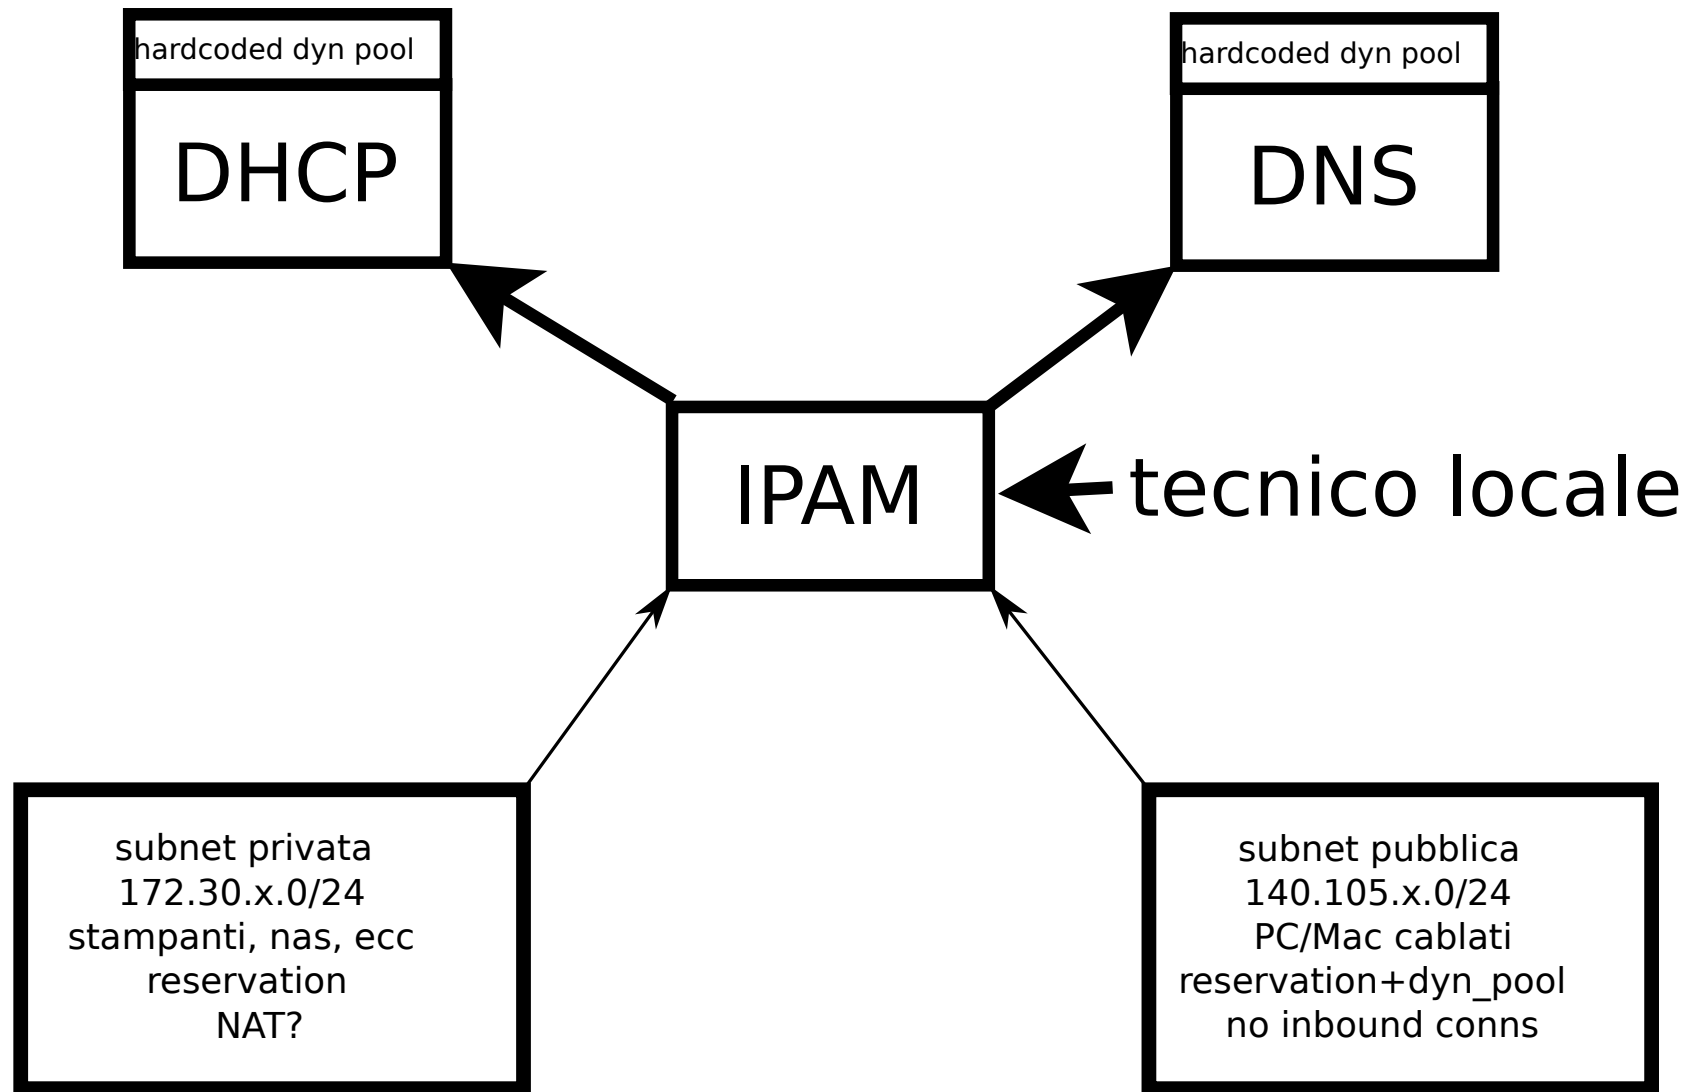 hardcoded dyn pool
DHCP
hardcoded dyn pool
DNS
IPAM
tecnico locale
subnet privata
172.30.x.0/24
stampanti, nas, ecc
reservation
NAT?
subnet pubblica
140.105.x.0/24
PC/Mac cablati
reservation+dyn_pool
no inbound conns